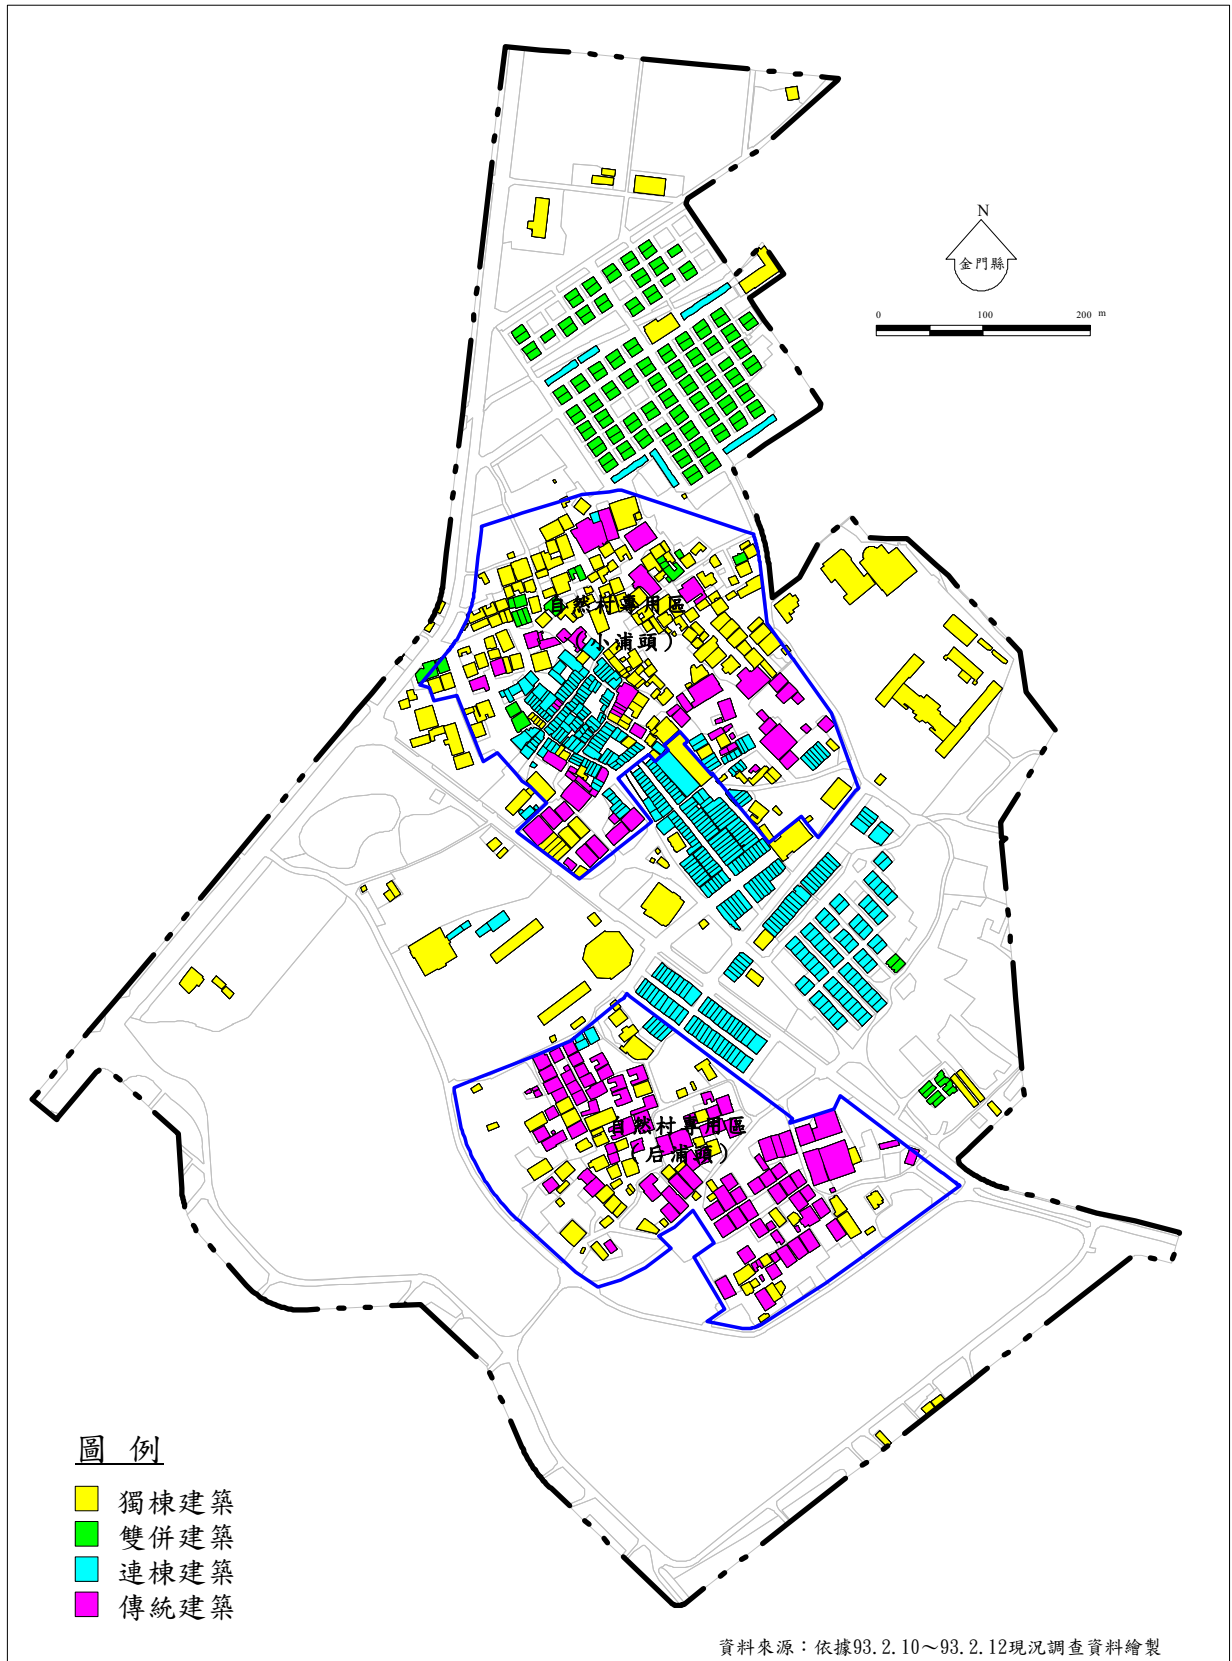 N
金門縣
0 100 200 m
自然村專用區
(小浦頭)
自然村專用區
(后浦頭)
圖 例
獨棟建築
雙併建築
連棟建築
傳統建築
資料來源：依據93.2.10～93.2.12現況調查資料繪製